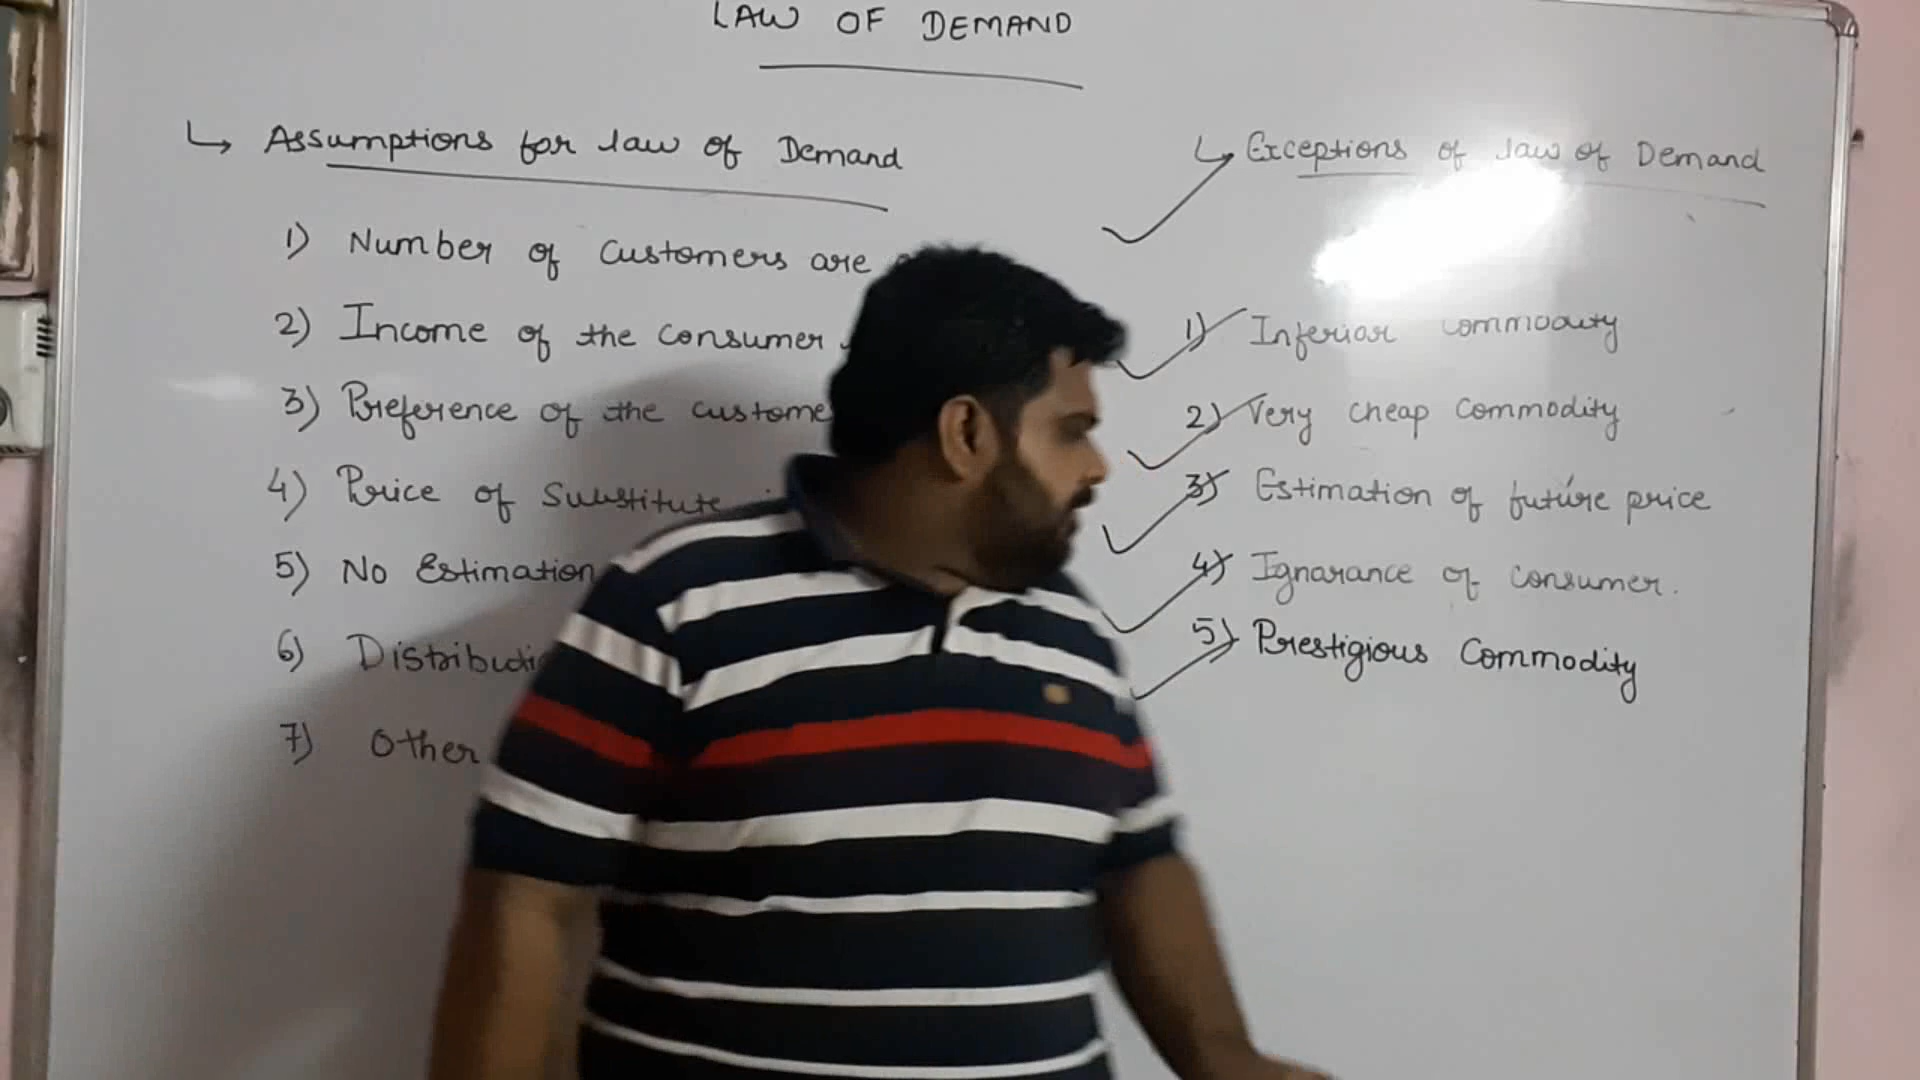 LAW OF DEMAND
↳ Assumptions for law of Demand
1) Number of Customers are
2) Income of the Consumer
3) Preference of the custome
4) Price of Substitute
5) No Estimation
6) Distributi
7) Other
↳ Exceptions of law of Demand
1) Inferior Commodity
2) Very cheap Commodity
3) Estimation of future price
4) Ignarance of consumer.
5) Prestigious Commodity